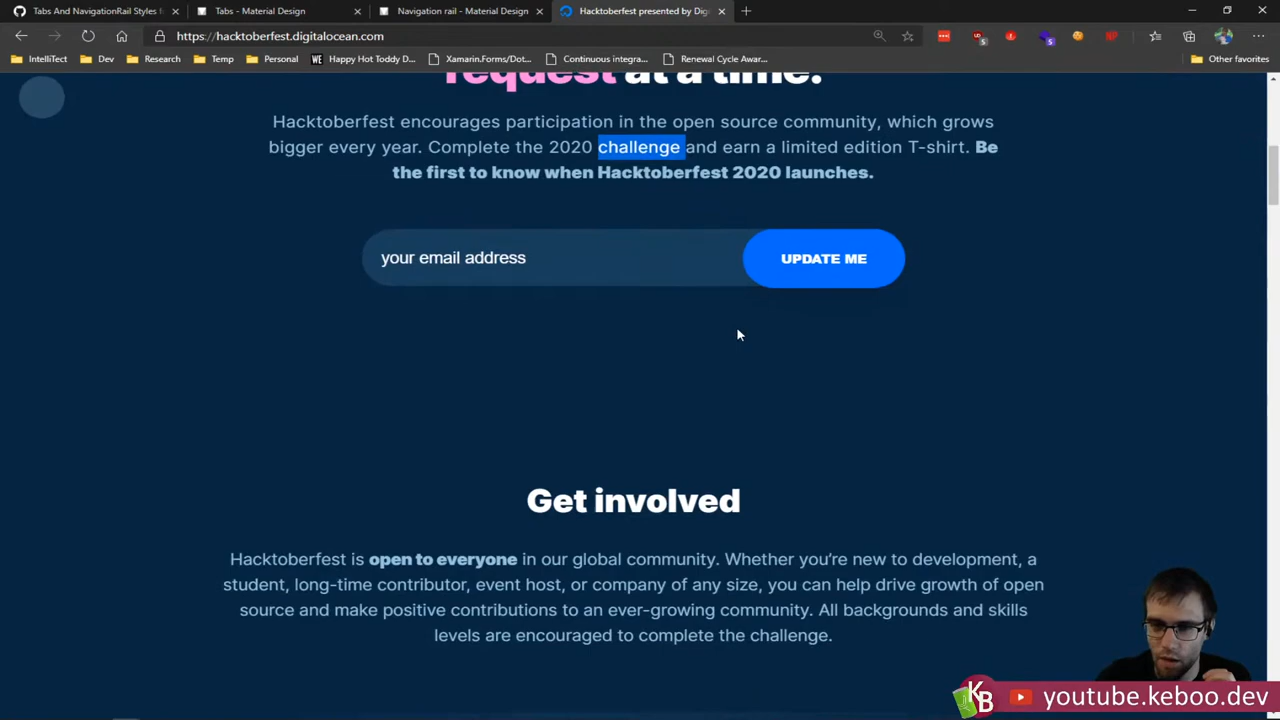 Tabs And NavigationRail Styles f
Tabs - Material Design
Navigation rail - Material Design
Hacktoberfest presented by Dig
https://hacktoberfest.digitalocean.com
IntelliTect
Dev
Research
Temp
Personal
WE Happy Hot Toddy D...
Xamarin.Forms/Dot...
Continuous integra...
Renewal Cycle Awar...
Other favorites
request at a time.
Hacktoberfest encourages participation in the open source community, which grows
bigger every year. Complete the 2020 challenge and earn a limited edition T-shirt. Be
the first to know when Hacktoberfest 2020 launches.
your email address
UPDATE ME
Get involved
Hacktoberfest is open to everyone in our global community. Whether you're new to development, a
student, long-time contributor, event host, or company of any size, you can help drive growth of open
source and make positive contributions to an ever-growing community. All backgrounds and skills
levels are encouraged to complete the challenge.
KB
youtube.keboo.dev